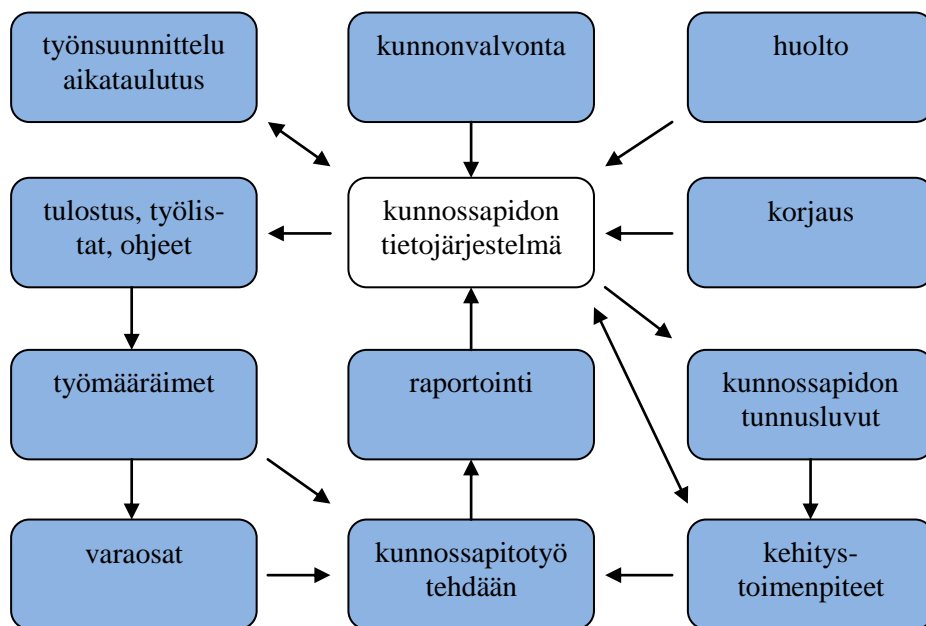 työnsuunnittelu
aikataulutus
kunnonvalvonta
huolto
tulostus, työlis-
tat, ohjeet
kunnossapidon
tietojärjestelmä
korjaus
työmääräimet
raportointi
kunnossapidon
tunnusluvut
varaosat
kunnossapitotyö
tehdään
kehitys-
toimenpiteet